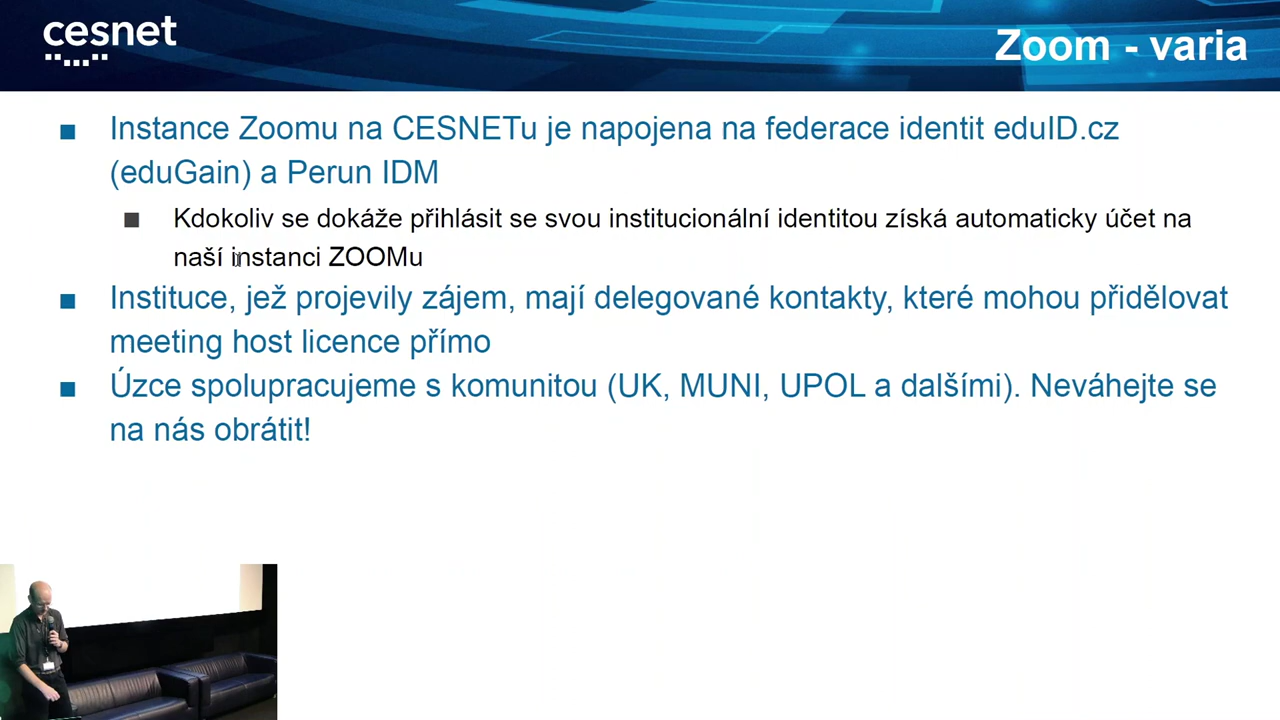 cesnet
Zoom - varia
Instance Zoomu na CESNETu je napojena na federace identit eduID.cz
(eduGain) a Perun IDM
Kdokoliv se dokáže přihlásit se svou institucionální identitou získá automaticky účet na
naší instanci ZOOMu
Instituce, jež projevily zájem, mají delegované kontakty, které mohou přidělovat
meeting host licence přímo
Úzce spolupracujeme s komunitou (UK, MUNI, UPOL a dalšími). Neváhejte se
na nás obrátit!